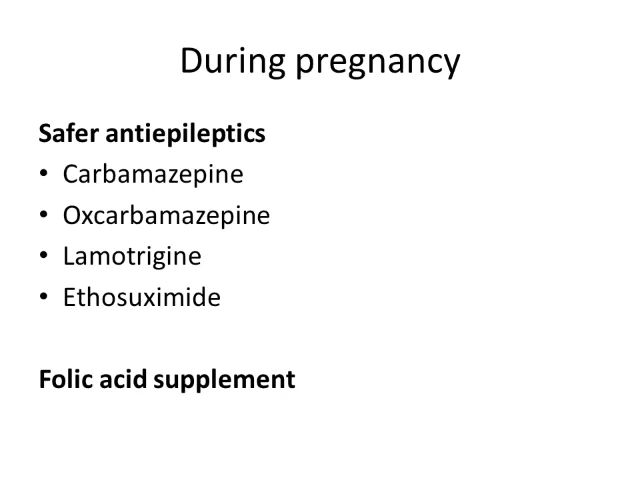 During pregnancy
Safer antiepileptics
• Carbamazepine
• Oxcarbamazepine
• Lamotrigine
• Ethosuximide
Folic acid supplement